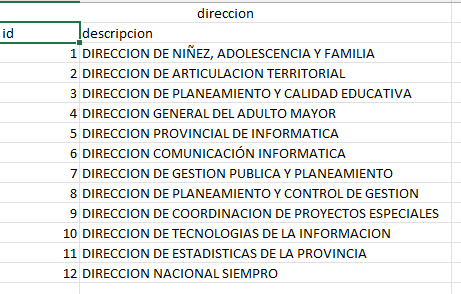 direccion
id descripcion
1 DIRECCION DE NIÑEZ, ADOLESCENCIA Y FAMILIA
2 DIRECCION DE ARTICULACION TERRITORIAL
3 DIRECCION DE PLANEAMIENTO Y CALIDAD EDUCATIVA
4 DIRECCION GENERAL DEL ADULTO MAYOR
5 DIRECCION PROVINCIAL DE INFORMATICA
6 DIRECCION COMUNICACIÓN INFORMATICA
7 DIRECCION DE GESTION PUBLICA Y PLANEAMIENTO
8 DIRECCION DE PLANEAMIENTO Y CONTROL DE GESTION
9 DIRECCION DE COORDINACION DE PROYECTOS ESPECIALES
10 DIRECCION DE TECNOLOGIAS DE LA INFORMACION
11 DIRECCION DE ESTADISTICAS DE LA PROVINCIA
12 DIRECCION NACIONAL SIEMPRO